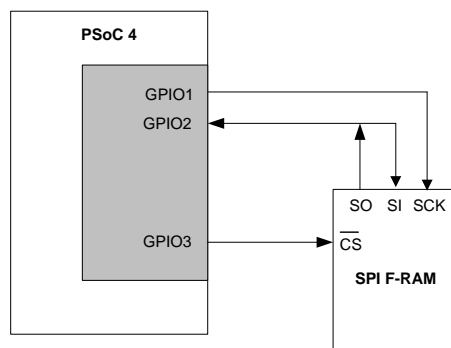 PSoC 4
GPIO1
GPIO2
SO SI SCK
GPIO3
CS
SPI F-RAM